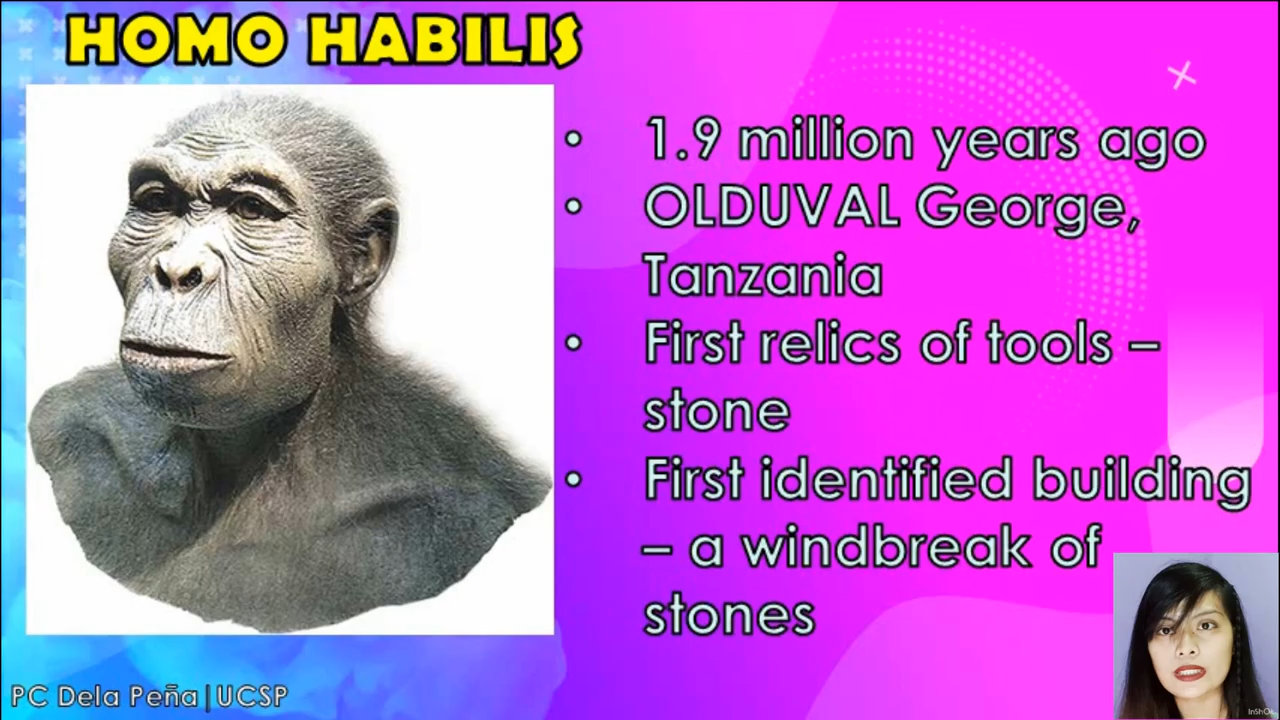 HOMO HABILIS
• 1.9 million years ago
• OLDUVAL George,
Tanzania
• First relics of tools –
stone
• First identified building
– a windbreak of
stones
PC Dela Peña|UCSP
InShOt